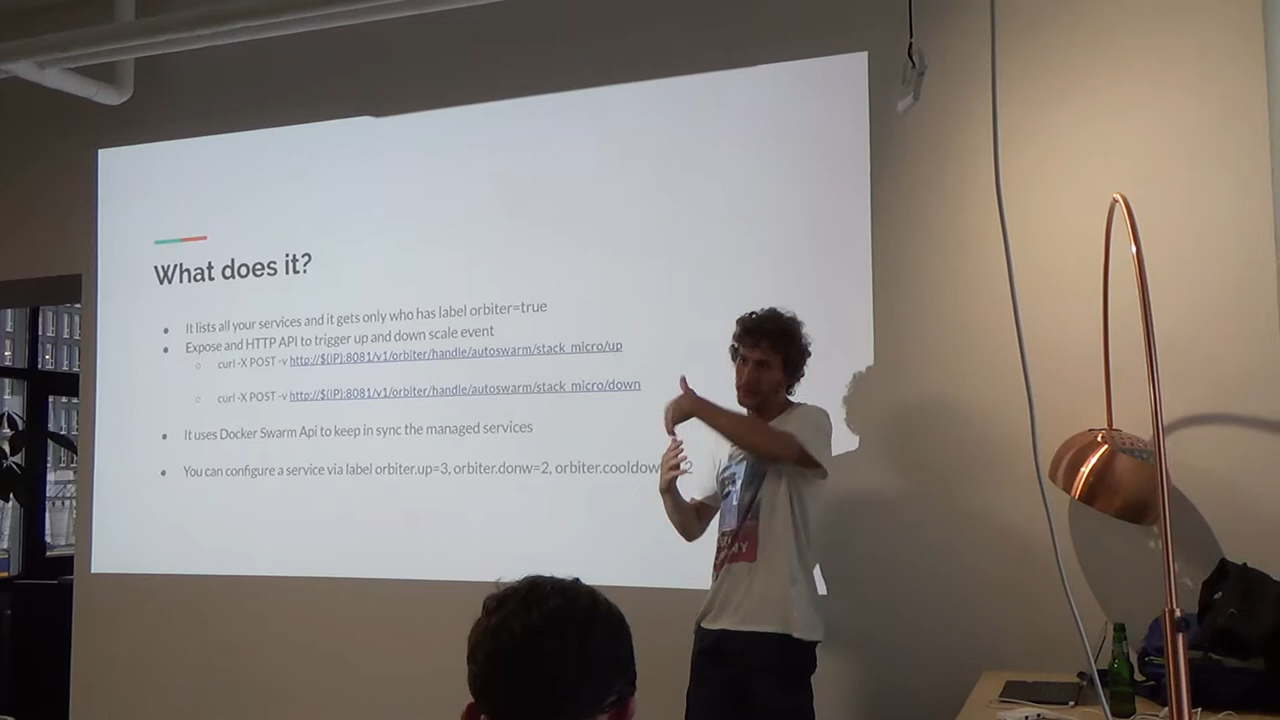 What does it?
It lists all your services and it gets only who has label orbiter=true
Expose and HTTP API to trigger up and down scale event
curl -X POST -v http://$(IP):8081/v1/orbiter/handle/autoswarm/stack_micro/up
curl -X POST -v http://$(IP):8081/v1/orbiter/handle/autoswarm/stack_micro/down
It uses Docker Swarm Api to keep in sync the managed services
You can configure a service via label orbiter.up=3, orbiter.donw=2, 2